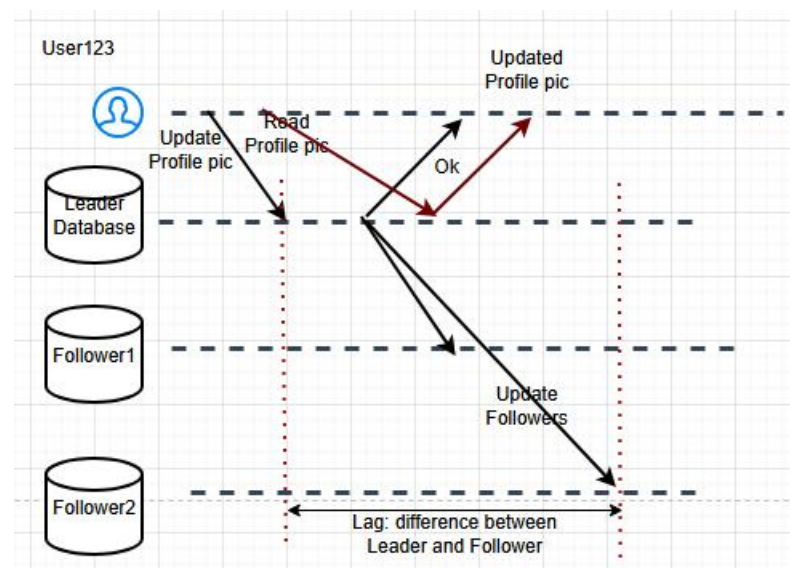 User123
Updated
Profile pic
Read
Profile pic
Update
Profile pic
Ok
Leader
Database
Follower1
Update
Followers
Follower2
Lag: difference between
Leader and Follower